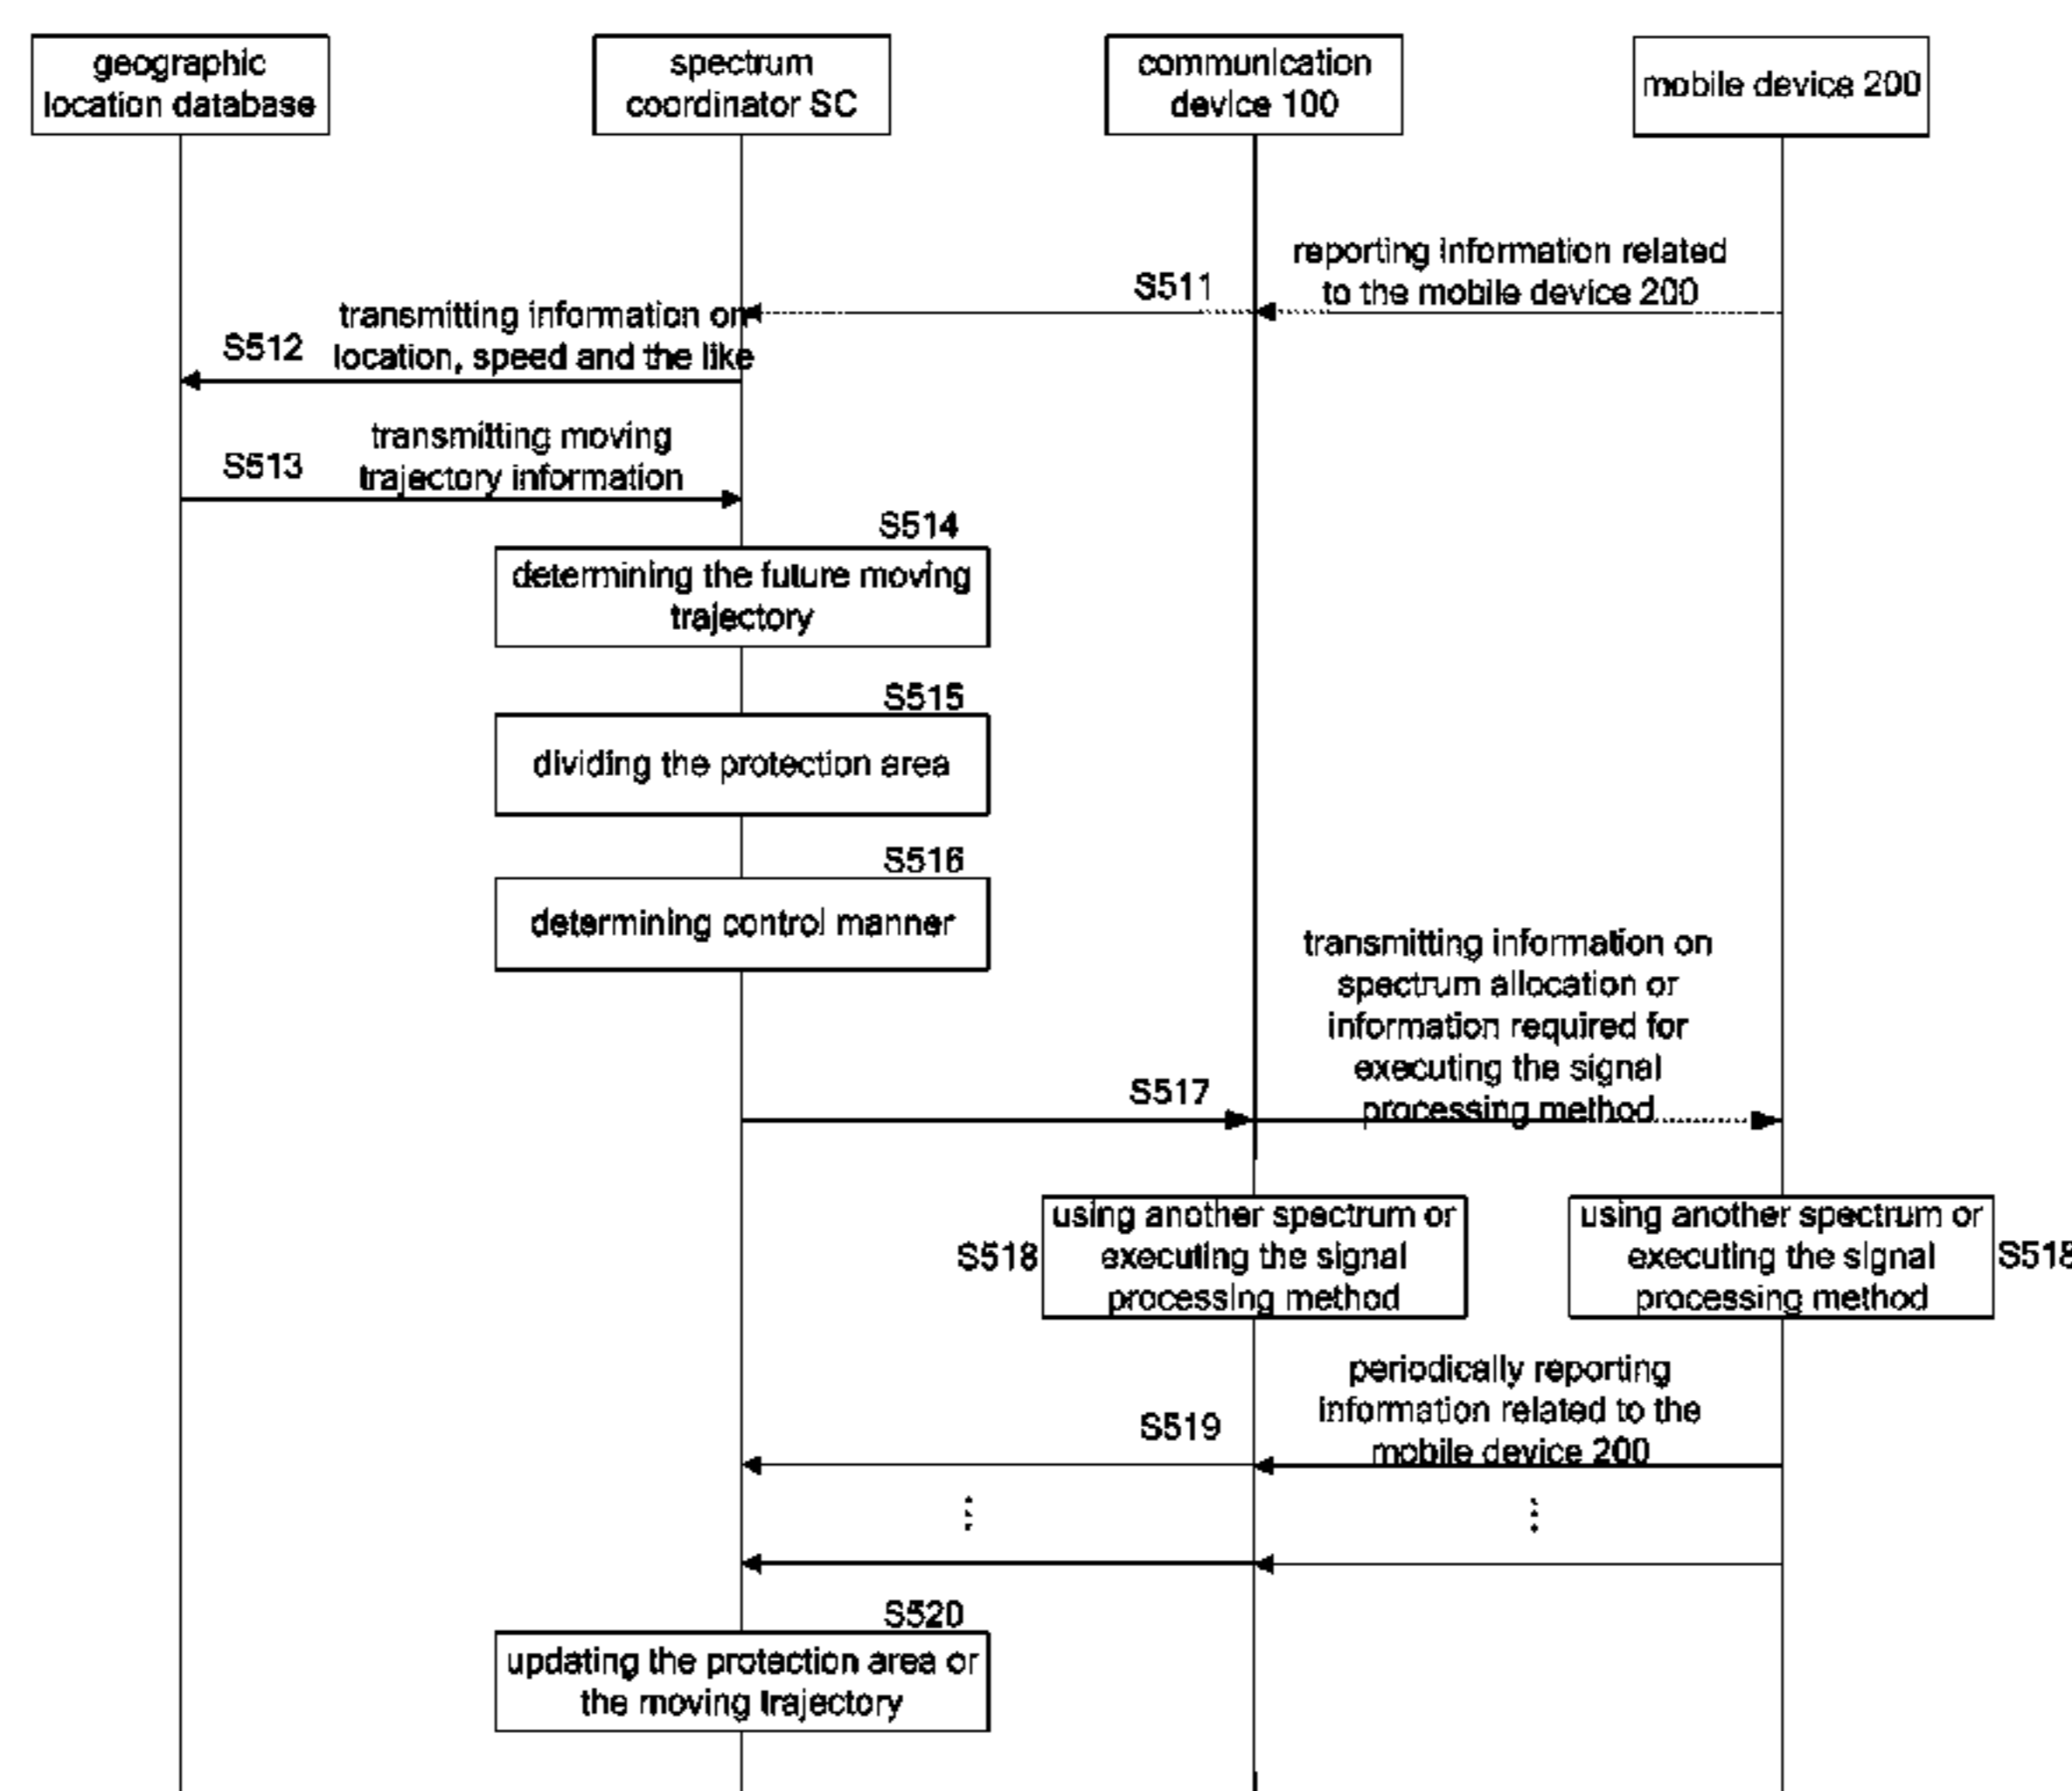 geographic
location database
spectrum
coordinator SC
communication
device 100
mobile device 200
reporting information related
to the mobile device 200
S511
transmitting information on
location, speed and the like
S512
transmitting moving
trajectory information
S513
S514
determining the future moving
trajectory
S515
dividing the protection area
S516
determining control manner
transmitting information on
spectrum allocation or
information required for
executing the signal
processing method
S517
using another spectrum or
executing the signal
processing method
S518
using another spectrum or
executing the signal
processing method
S518
periodically reporting
information related to the
mobile device 200
S519
S520
updating the protection area or
the moving trajectory